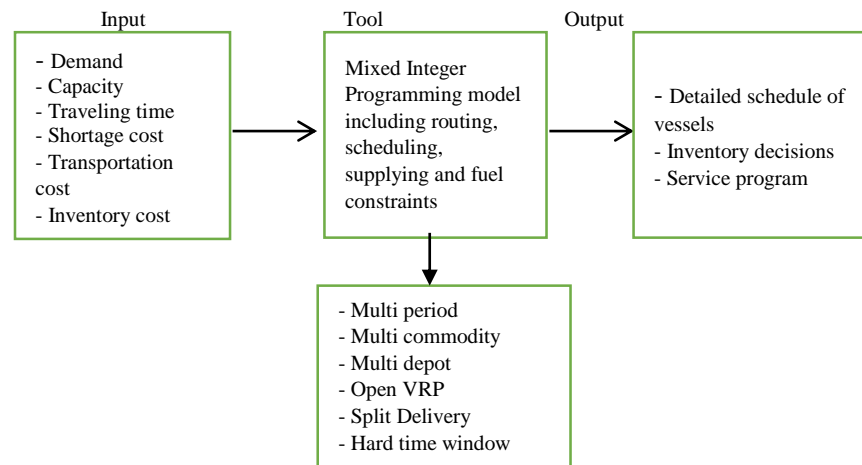 Input
Tool
Output
- Demand
- Capacity
- Traveling time
- Shortage cost
- Transportation
cost
- Inventory cost
Mixed Integer
Programming model
including routing,
scheduling,
supplying and fuel
constraints
- Detailed schedule of
vessels
- Inventory decisions
- Service program
- Multi period
- Multi commodity
- Multi depot
- Open VRP
- Split Delivery
- Hard time window